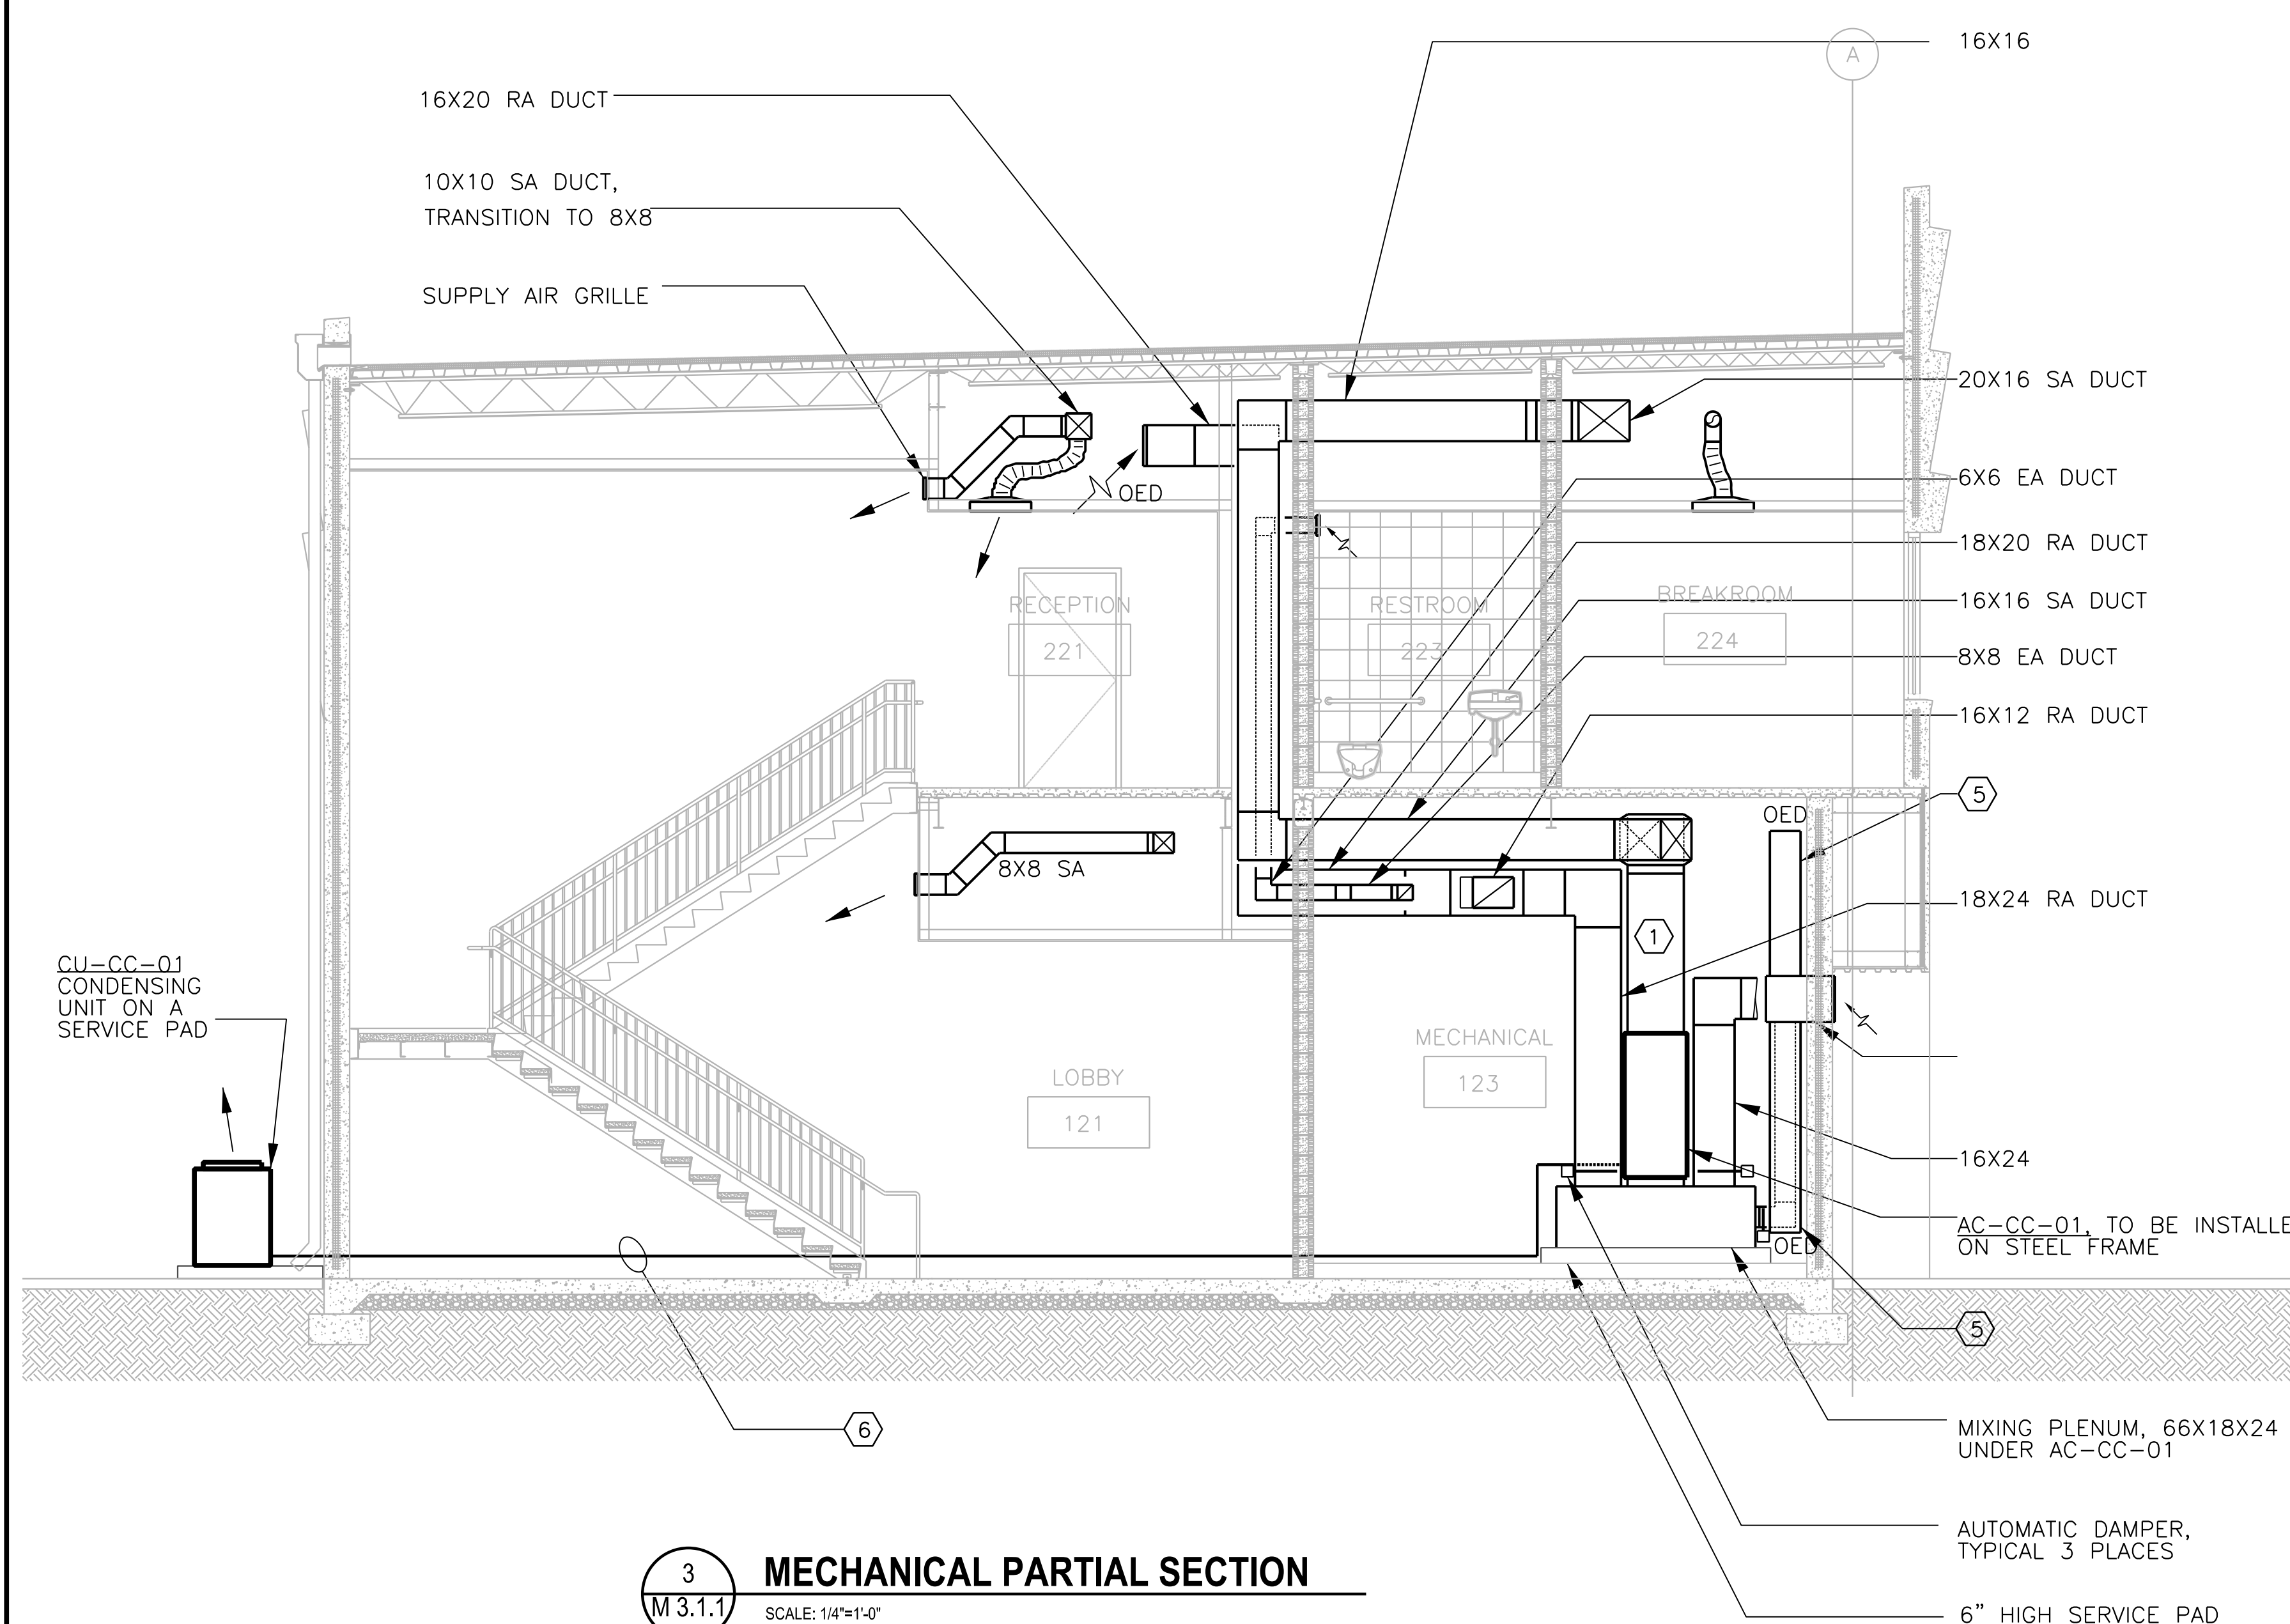 16X16
A
16X20 RA DUCT
10X10 SA DUCT,
TRANSITION TO 8X8
SUPPLY AIR GRILLE
20X16 SA DUCT
6X6 EA DUCT
OED
18X20 RA DUCT
RECEPTION
221
RESTROOM
223
BREAKROOM
224
16X16 SA DUCT
8X8 EA DUCT
16X12 RA DUCT
5
OED
8X8 SA
18X24 RA DUCT
1
CU-CC-01
CONDENSING
UNIT ON A
SERVICE PAD
MECHANICAL
123
LOBBY
121
16X24
AC-CC-01, TO BE INSTALLE
ON STEEL FRAME
OED
5
6
MIXING PLENUM, 66X18X24
UNDER AC-CC-01
AUTOMATIC DAMPER,
TYPICAL 3 PLACES
6" HIGH SERVICE PAD
3
M 3.1.1
MECHANICAL PARTIAL SECTION
SCALE: 1/4"=1'-0"